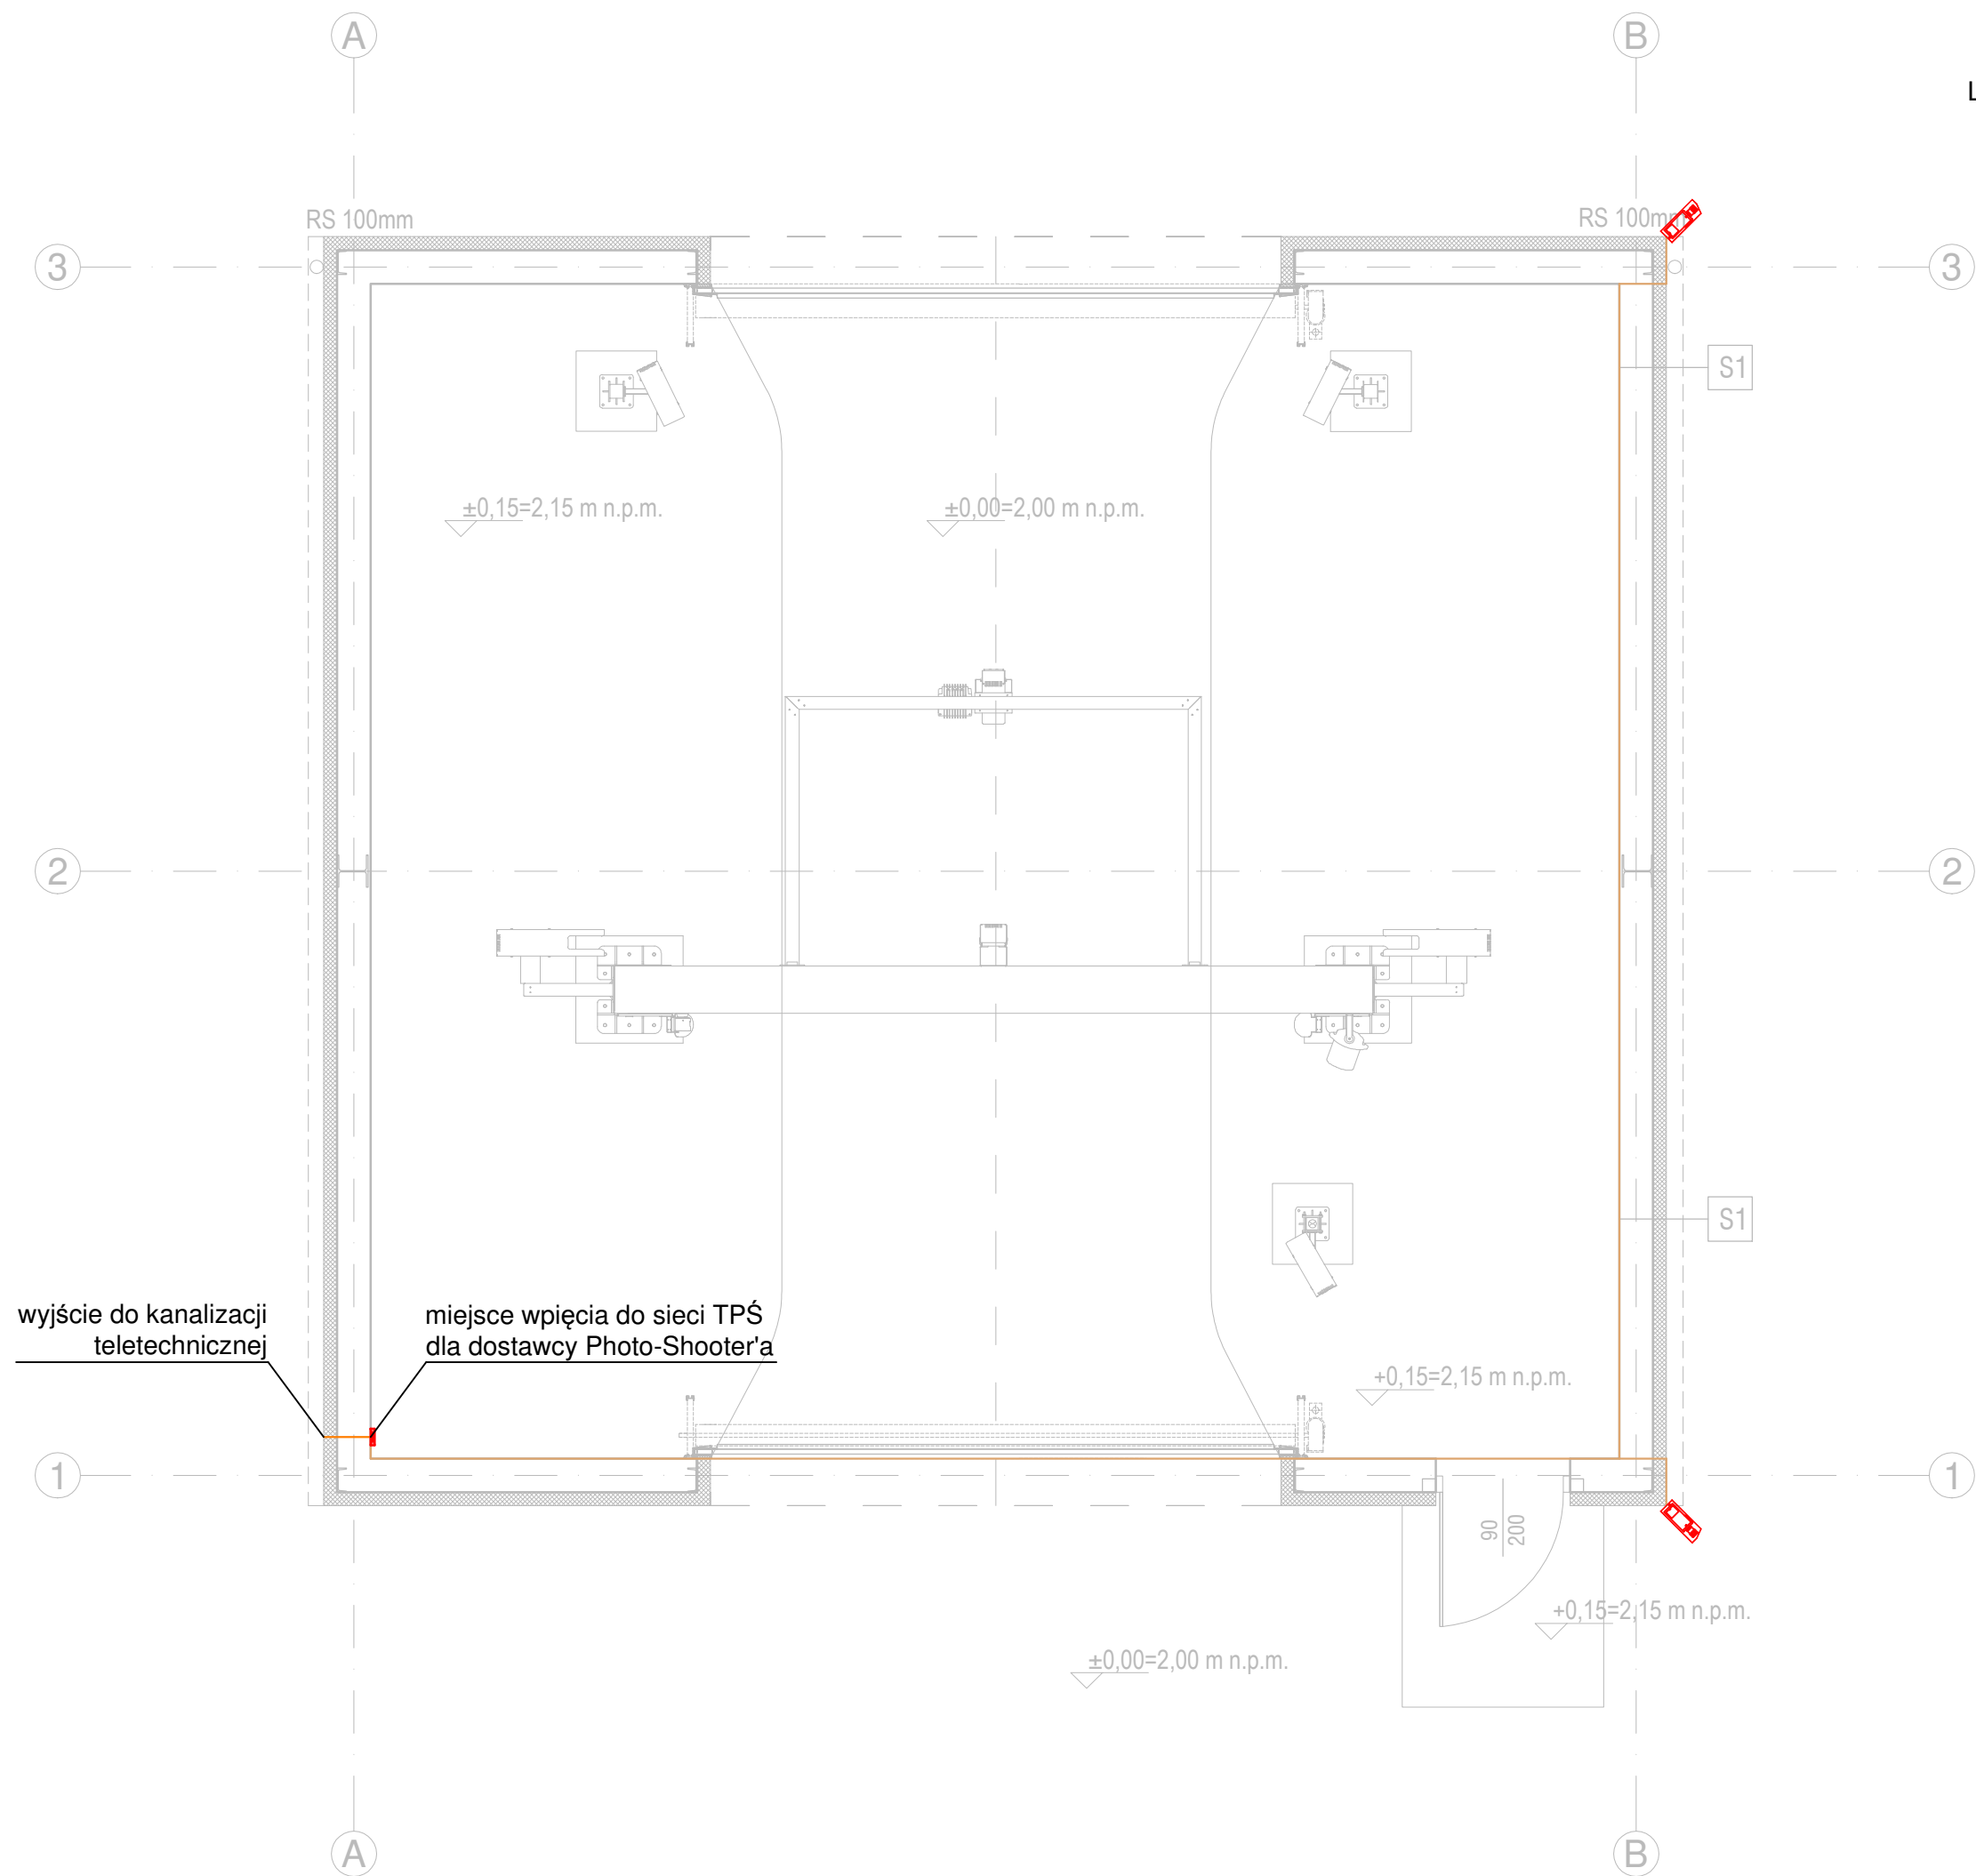 A
B
L
RS 100mm
RS 100mm
3
3
S1
±0,15=2,15 m n.p.m.
±0,00=2,00 m n.p.m.
2
2
S1
wyjście do kanalizacji
teletechnicznej
miejsce wpięcia do sieci TPŚ
dla dostawcy Photo-Shooter'a
+0,15=2,15 m n.p.m.
1
1
90
200
+0,15=2,15 m n.p.m.
±0,00=2,00 m n.p.m.
A
B